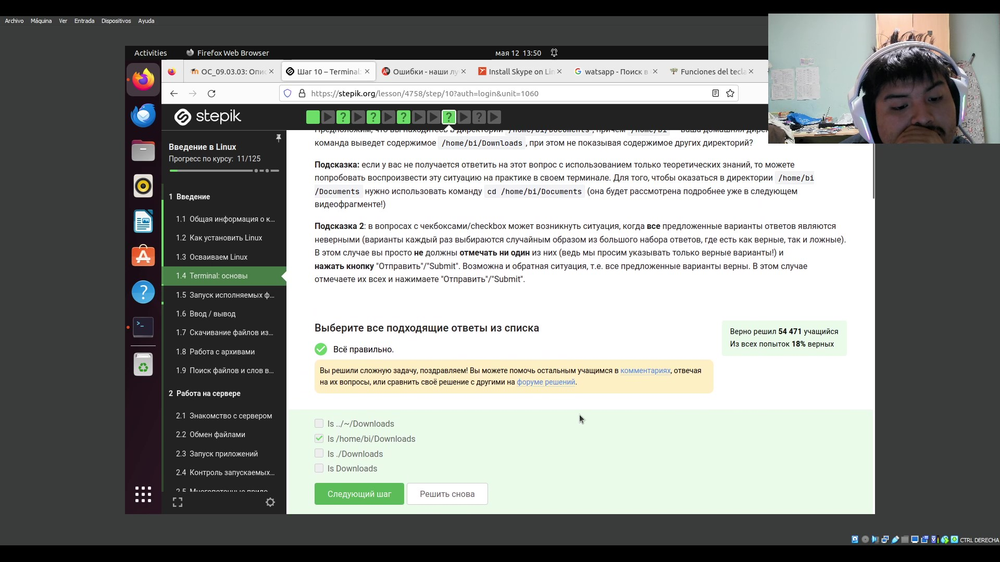 Archivo Máquina Ver Entrada Dispositivos Ayuda
Activities Firefox Web Browser мая 12 13:50
ОС_09.03.03: Опис
Шаг 10 – Terminal:
Ошибки - наши лу
Install Skype on Lin
watsapp - Поиск в
Funciones del tecla
https://stepik.org/lesson/4758/step/10?auth=login&unit=1060
stepik
Введение в Linux
Прогресс по курсу: 11/125
1 Введение
1.1 Общая информация о к...
1.2 Как установить Linux
1.3 Осваиваем Linux
1.4 Terminal: основы
1.5 Запуск исполняемых ф...
1.6 Ввод / вывод
1.7 Скачивание файлов из...
1.8 Работа с архивами
1.9 Поиск файлов и слов в...
2 Работа на сервере
2.1 Знакомство с сервером
2.2 Обмен файлами
2.3 Запуск приложений
2.4 Контроль запускаемых...
2.5 Многопоточные прило...
Предположим, что вы находитесь в директории /home/bi/Documents, причем /home/bi – ваша домашняя
команда выведет содержимое /home/bi/Downloads, при этом не показывая содержимое других директорий?
Подсказка: если у вас не получается ответить на этот вопрос с использованием только теоретических знаний, то можете
попробовать воспроизвести эту ситуацию на практике в своем терминале. Для того, чтобы оказаться в директории /home/bi
/Documents нужно использовать команду cd /home/bi/Documents (она будет рассмотрена подробнее уже в следующем
видеофрагменте!)
Подсказка 2: в вопросах с чекбоксами/checkbox может возникнуть ситуация, когда все предложенные варианты ответов являются
неверными (варианты каждый раз выбираются случайным образом из большого набора ответов, где есть как верные, так и ложные).
В этом случае вы просто не должны отмечать ни один из них (ведь мы просим указывать только верные варианты!) и
нажать кнопку "Отправить"/"Submit". Возможна и обратная ситуация, т.е. все предложенные варианты верны. В этом случае
отмечаете их всех и нажимаете "Отправить"/"Submit".
Выберите все подходящие ответы из списка
Верно решил 54 471 учащийся
Из всех попыток 18% верных
Всё правильно.
Вы решили сложную задачу, поздравляем! Вы можете помочь остальным учащимся в комментариях, отвечая
на их вопросы, или сравнить своё решение с другими на форуме решений.
ls ../~/Downloads
ls /home/bi/Downloads
ls ./Downloads
ls Downloads
Следующий шаг Решить снова
CTRL DERECHA